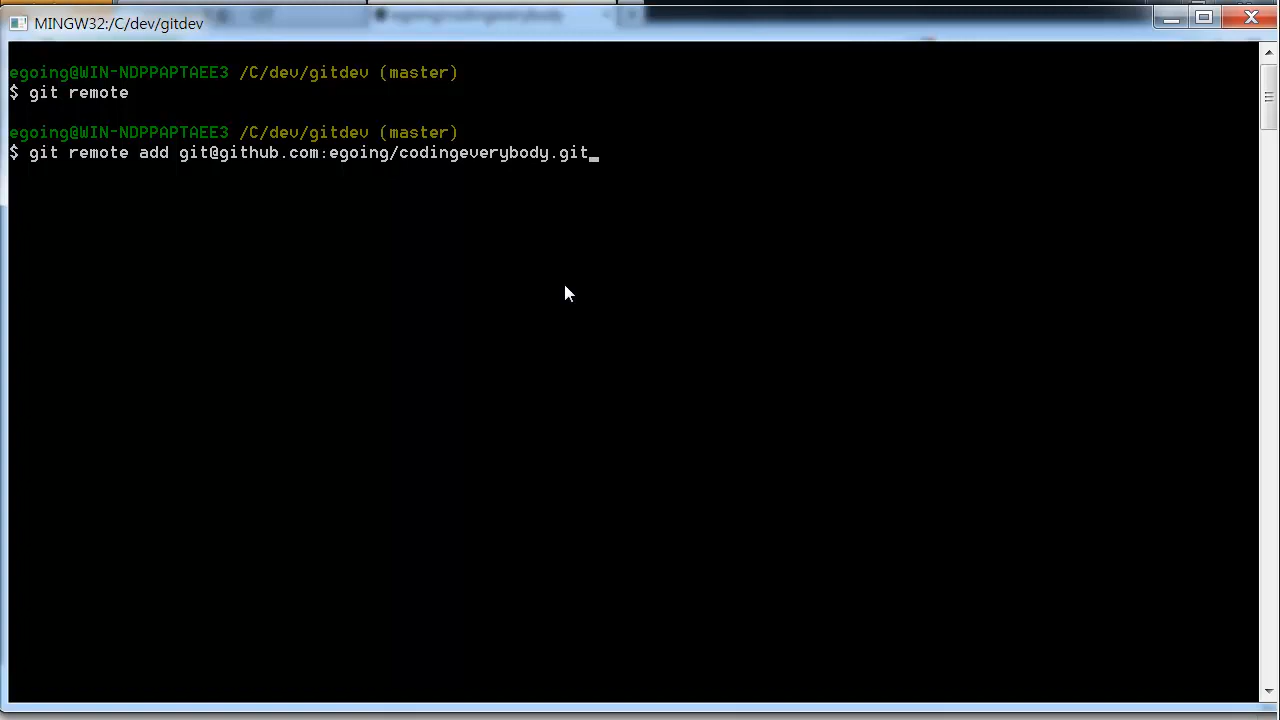 MINGW32:/C/dev/gitdev
egoing@WIN-NDPPAPTAEE3 /C/dev/gitdev (master)
$ git remote
egoing@WIN-NDPPAPTAEE3 /C/dev/gitdev (master)
$ git remote add git@github.com:egoing/codingeverybody.git